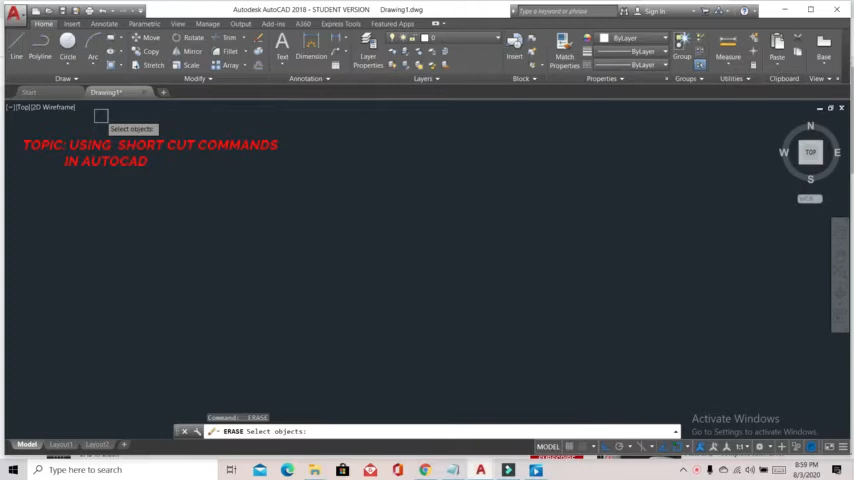 Autodesk AutoCAD 2018 - STUDENT VERSION Drawing1.dwg
Type a keyword or phrase
Sign In
Home Insert Annotate Parametric View Manage Output Add-ins A360 Express Tools Featured Apps
Line Polyline Circle Arc
Move Rotate Trim
Copy Mirror Fillet
Stretch Scale Array
Text Dimension
Layer Properties
0
Insert
Match Properties
ByLayer
ByLayer
ByLayer
Group
Measure
Paste
Base
Draw Modify Annotation Layers Block Properties Groups Utilities Clipboard View
Start Drawing1*
[−][Top][2D Wireframe]
Select objects:
TOPIC: USING SHORT CUT COMMANDS
IN AUTOCAD
N
W TOP E
S
WCS
Command: ERASE
ERASE Select objects:
Activate Windows
Go to Settings to activate Windows.
Model Layout1 Layout2 +
MODEL
1:1
SUBSCRIBE
Type here to search
8:59 PM
8/3/2020